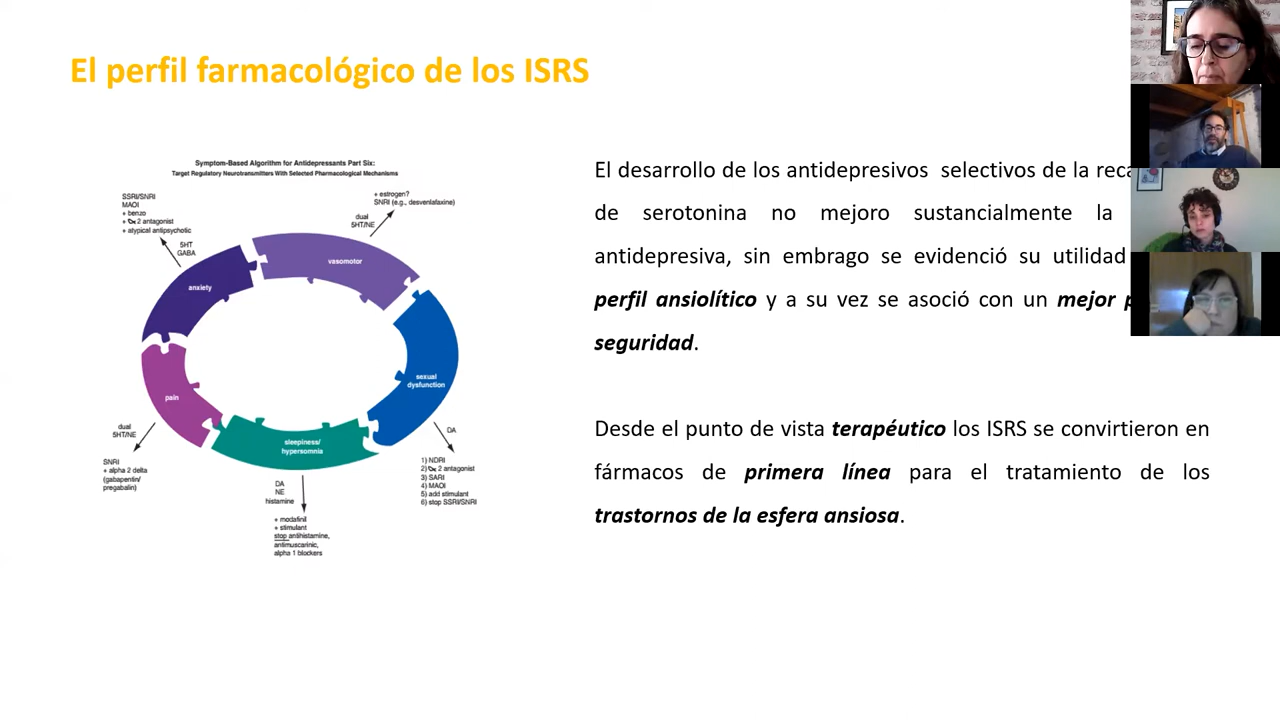 El perfil farmacológico de los ISRS
Symptom-Based Algorithm for Antidepressants Part Six:
Target Regulatory Neurotransmitters With Selected Pharmacological Mechanisms
SSRI/SNRI
MAOI
+ benzo
+ α 2 antagonist
+ atypical antipsychotic
5HT
GABA
anxiety
+ estrogen?
SNRI (e.g., desvenlafaxine)
dual
5HT/NE
vasomotor
sexual
dysfunction
DA
1) NDRI
2) α 2 antagonist
3) SARI
4) MAOI
5) add stimulant
6) stop SSRI/SNRI
sleepiness/
hypersomnia
DA
NE
histamine
+ modafinil
+ stimulant
stop antihistamine,
antimuscarinic,
alpha 1 blockers
pain
dual
5HT/NE
SNRI
+ alpha 2 delta
(gabapentin/
pregabalin)
El desarrollo de los antidepresivos selectivos de la
de serotonina no mejoro sustancialmente la
antidepresiva, sin embrago se evidenció su utilidad
perfil ansiolítico y a su vez se asoció con un mejor
seguridad.
Desde el punto de vista terapéutico los ISRS se convirtieron en
fármacos de primera línea para el tratamiento de los
trastornos de la esfera ansiosa.